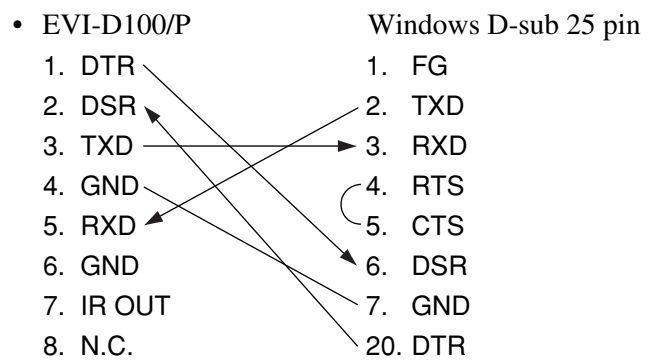 • EVI-D100/P Windows D-sub 25 pin
1. DTR 1. FG
2. DSR 2. TXD
3. TXD 3. RXD
4. GND 4. RTS
5. RXD 5. CTS
6. GND 6. DSR
7. IR OUT 7. GND
8. N.C. 20. DTR